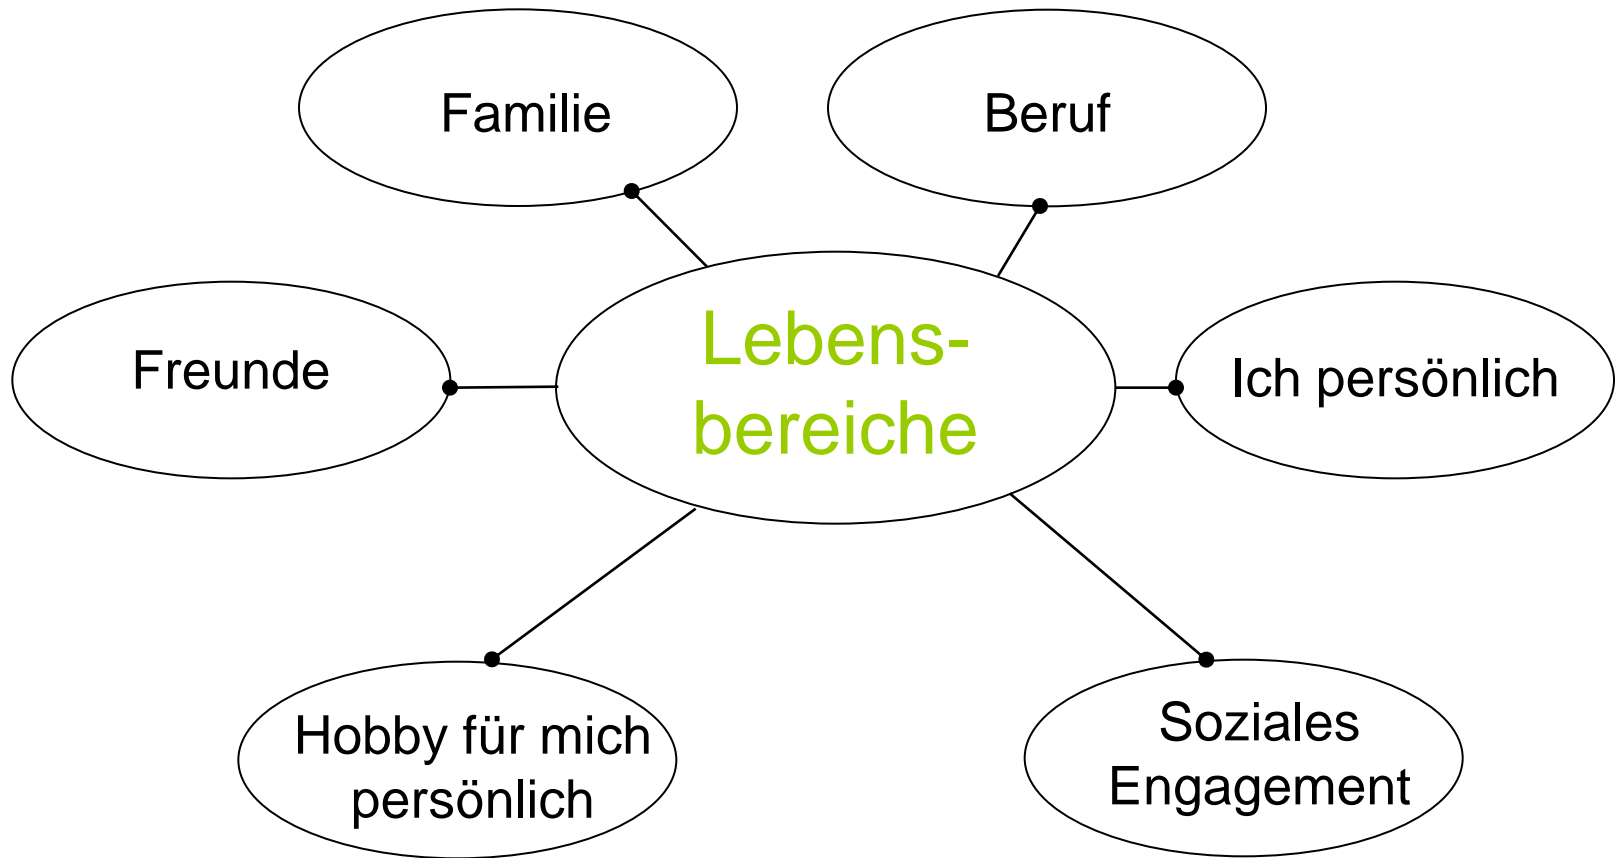 Familie
Beruf
Freunde
Lebens-
bereiche
Ich persönlich
Hobby für mich
persönlich
Soziales
Engagement